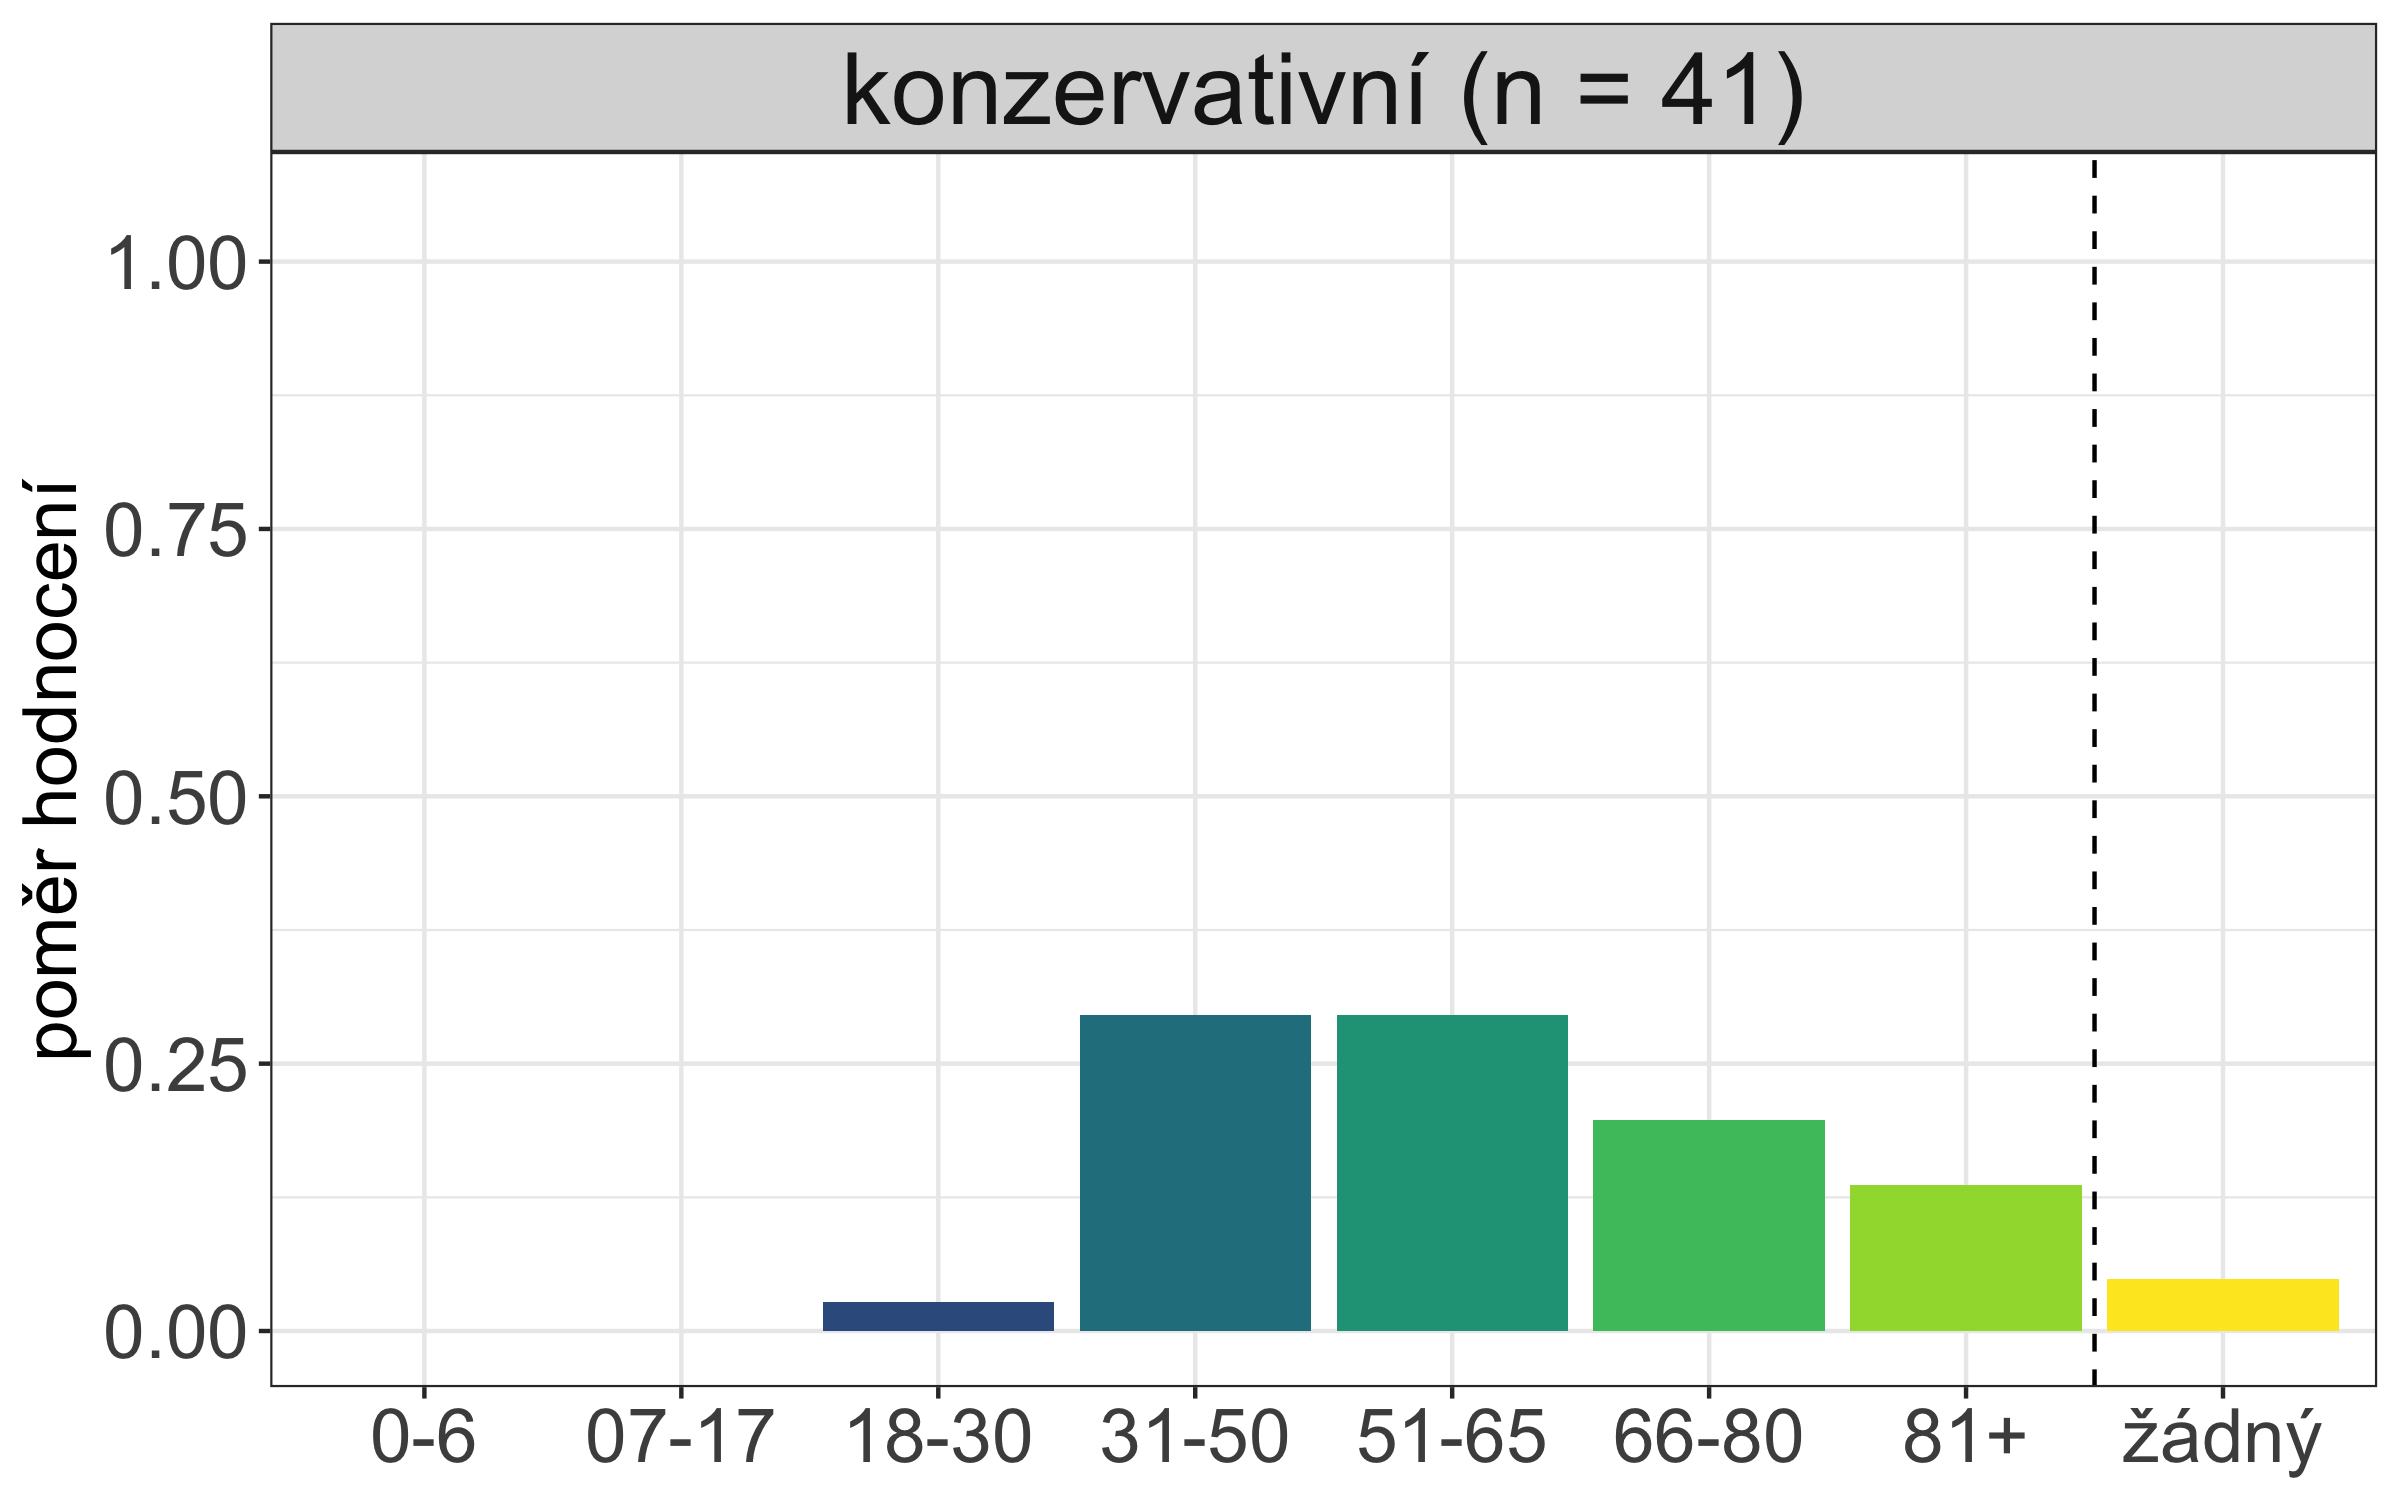 konzervativní (n = 41)
poměr hodnocení
1.00
0.75
0.50
0.25
0.00
0-6 07-17 18-30 31-50 51-65 66-80 81+ žádný